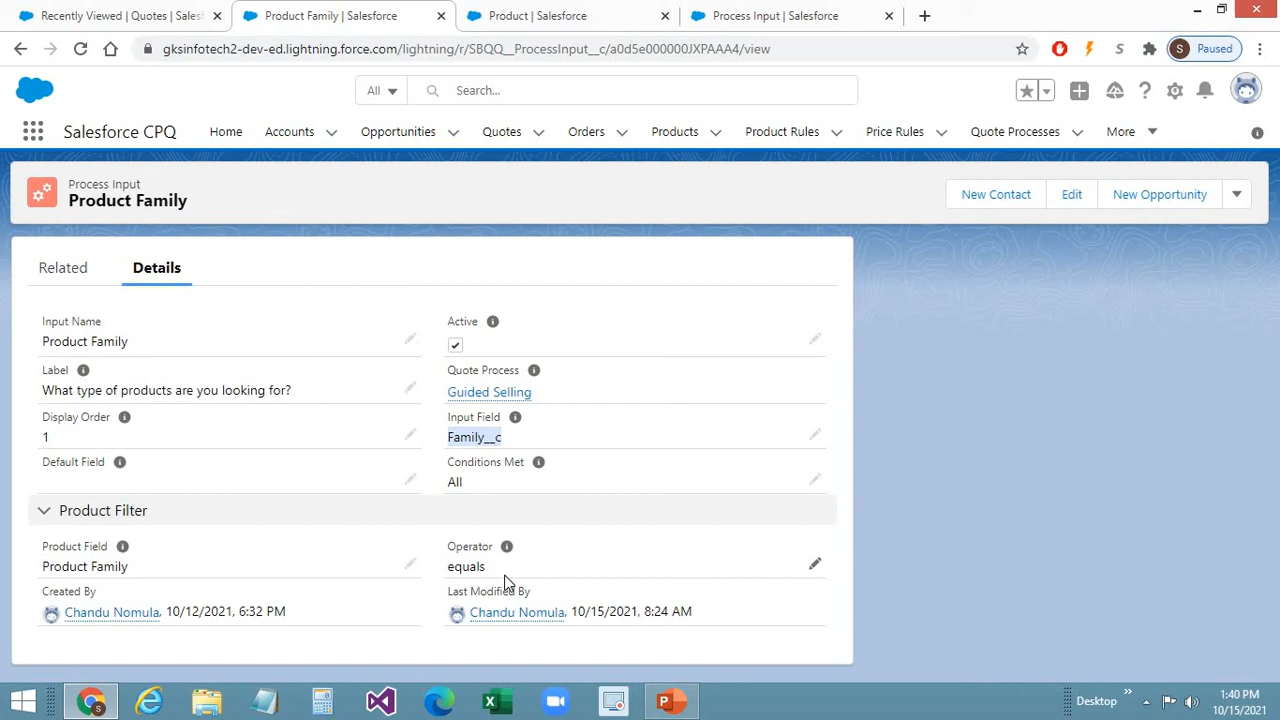 Recently Viewed | Quotes | Sales
Product Family | Salesforce
Product | Salesforce
Process Input | Salesforce
gksinfotech2-dev-ed.lightning.force.com/lightning/r/SBQQ__ProcessInput__c/a0d5e000000JXPAAA4/view
S Paused
All
Search...
Salesforce CPQ
Home
Accounts
Opportunities
Quotes
Orders
Products
Product Rules
Price Rules
Quote Processes
More
Process Input
Product Family
New Contact
Edit
New Opportunity
Related
Details
Input Name
Product Family
Active
Label
What type of products are you looking for?
Quote Process
Guided Selling
Display Order
1
Input Field
Family__c
Default Field
Conditions Met
All
Product Filter
Product Field
Product Family
Operator
equals
Created By
Chandu Nomula, 10/12/2021, 6:32 PM
Last Modified By
Chandu Nomula, 10/15/2021, 8:24 AM
Desktop
1:40 PM
10/15/2021